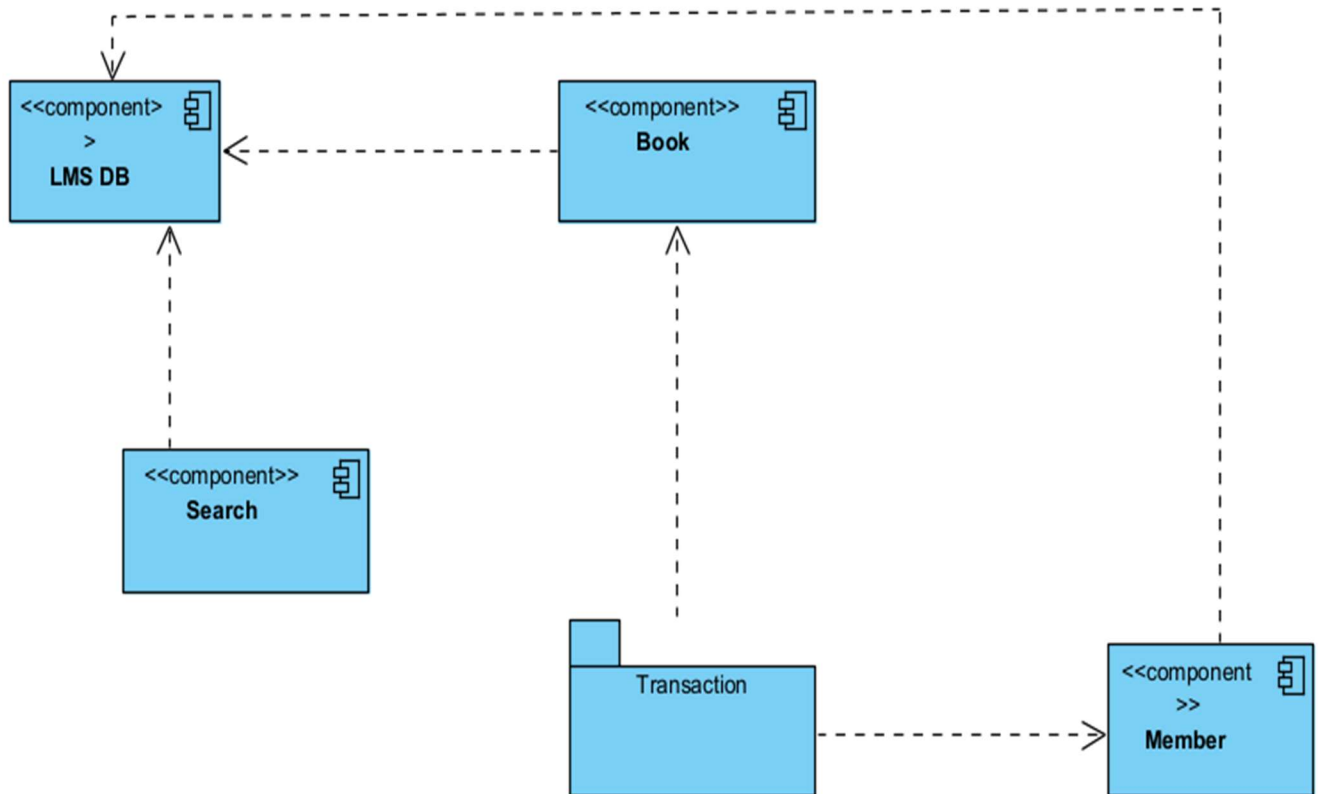 <<component>
>
LMS DB
<<component>>
Book
<<component>>
Search
Transaction
<<component
>>
Member